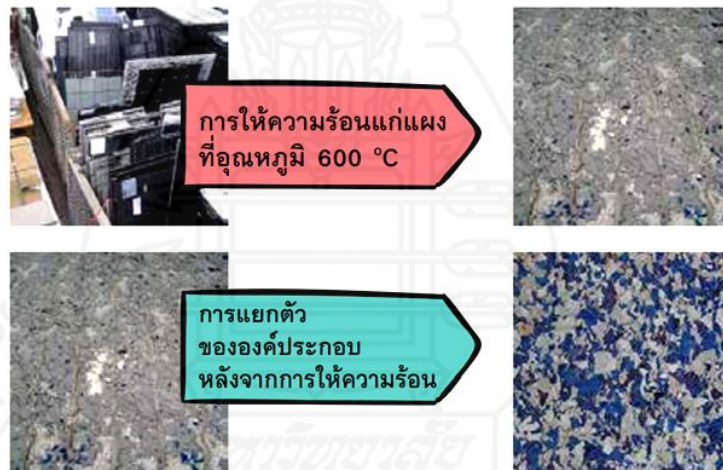 การให้ความร้อนแก่แผง
ที่อุณหภูมิ 600 °C
การแยกตัว
ขององค์ประกอบ
หลังจากการให้ความร้อน